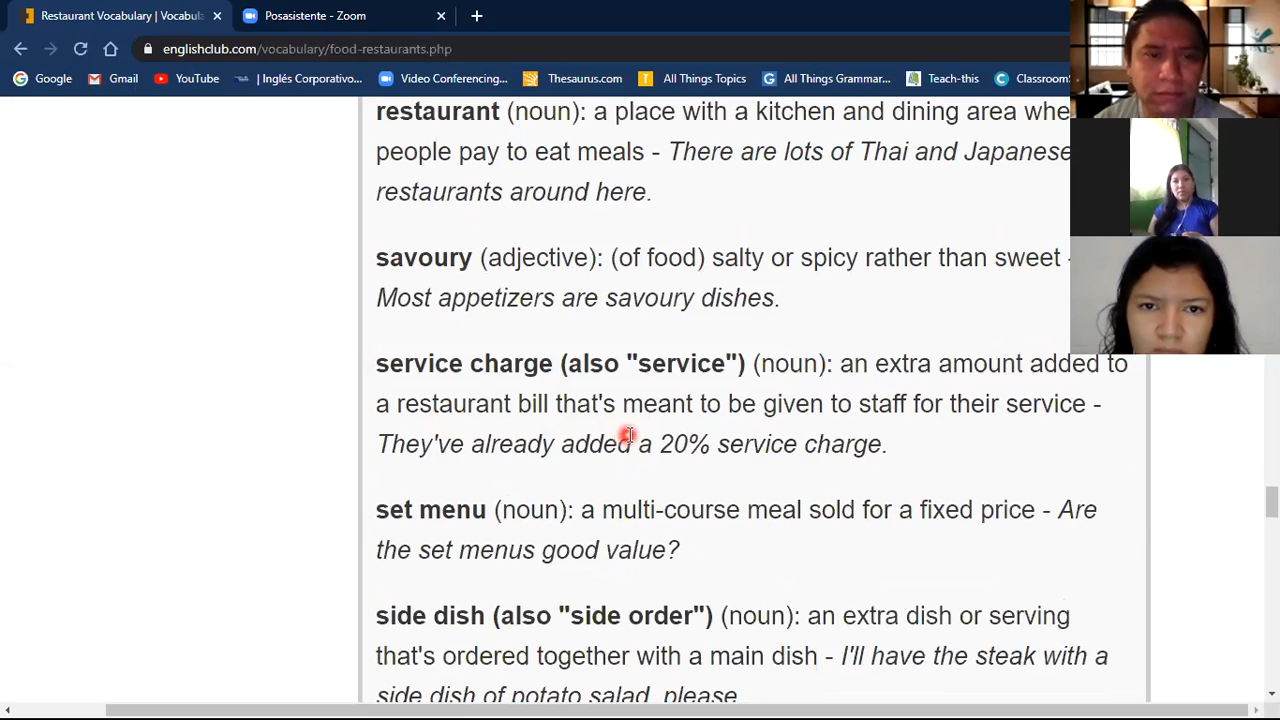 Restaurant Vocabulary | Vocabul
Posasistente - Zoom
englishclub.com/vocabulary/food-restaurants.php
Google
Gmail
YouTube
| Inglés Corporativo...
Video Conferencing...
Thesaurus.com
All Things Topics
All Things Grammar...
Teach-this
ClassroomS
restaurant (noun): a place with a kitchen and dining area whe
people pay to eat meals - There are lots of Thai and Japanese
restaurants around here.
savoury (adjective): (of food) salty or spicy rather than sweet -
Most appetizers are savoury dishes.
service charge (also "service") (noun): an extra amount added to
a restaurant bill that's meant to be given to staff for their service -
They've already added a 20% service charge.
set menu (noun): a multi-course meal sold for a fixed price - Are
the set menus good value?
side dish (also "side order") (noun): an extra dish or serving
that's ordered together with a main dish - I'll have the steak with a
side dish of potato salad, please